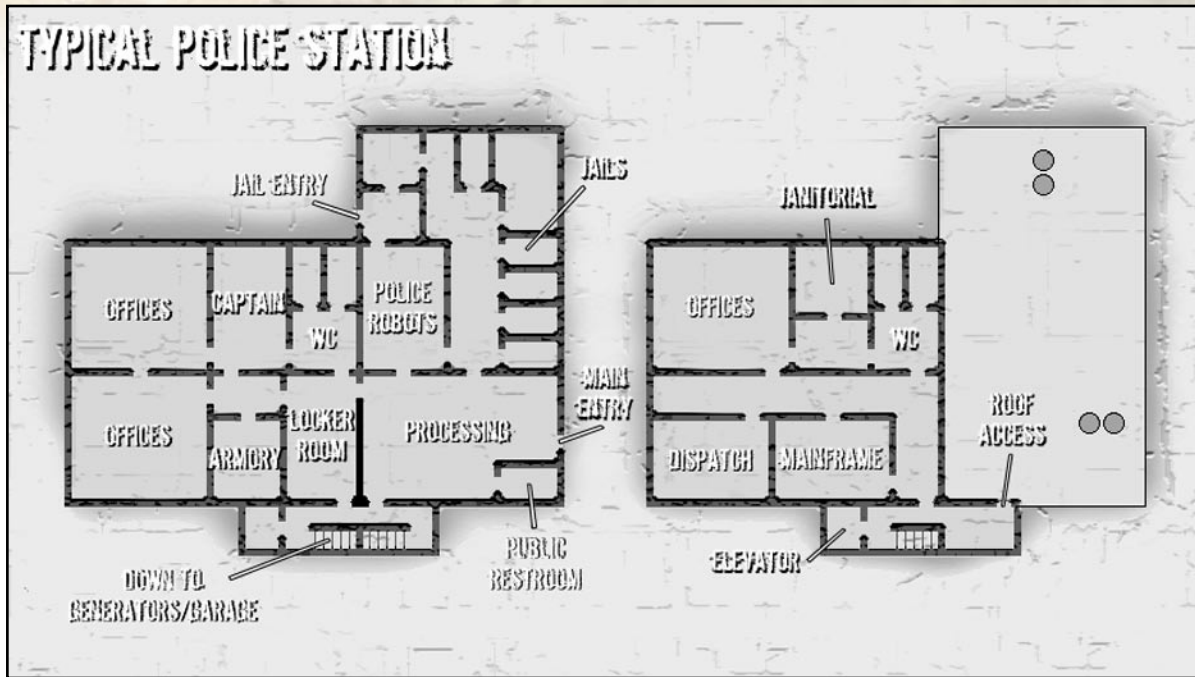 TYPICAL POLICE STATION
JAIL ENTRY
JAILS
OFFICES
CAPTAIN
WC
POLICE
ROBOTS
MAIN
ENTRY
OFFICES
ARMORY
LOCKER
ROOM
PROCESSING
DOWN TO
GENERATORS/GARAGE
PUBLIC
RESTROOM
JANITORIAL
OFFICES
WC
ROOF
ACCESS
DISPATCH
MAINFRAME
ELEVATOR